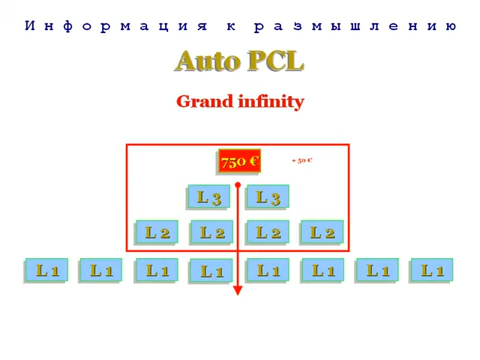 Информация к размышлению
Auto PCL
Grand infinity
750 € + 50 €
L 3 L 3
L 2 L 2 L 2 L 2
L 1 L 1 L 1 L 1 L 1 L 1 L 1 L 1